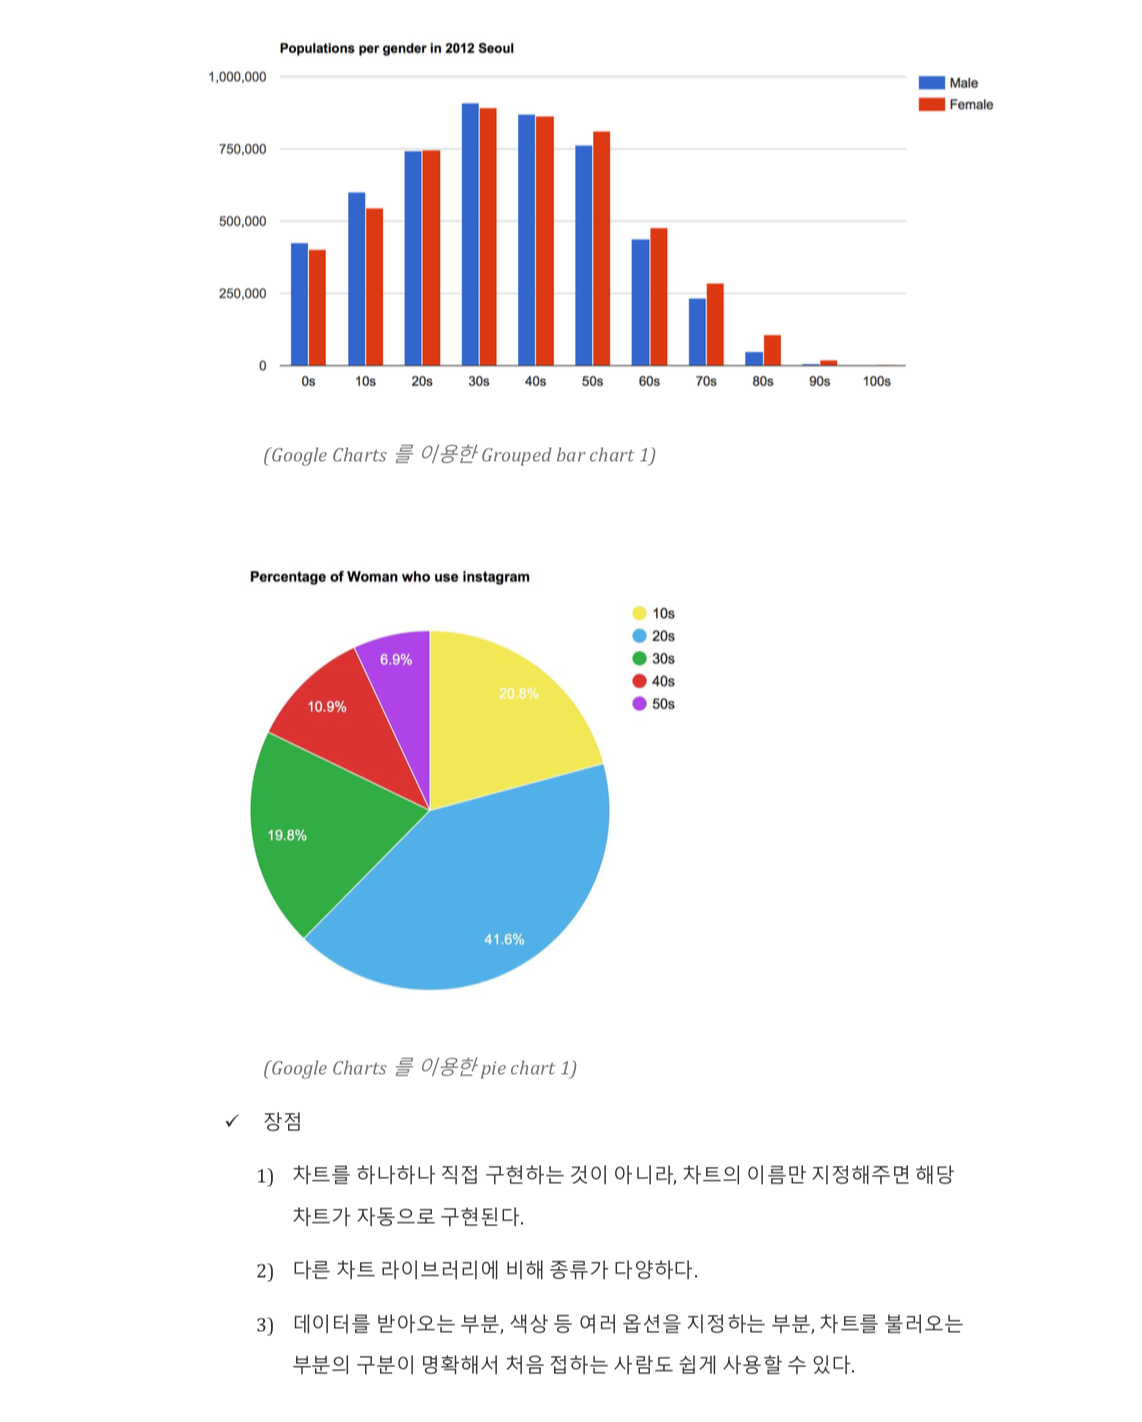 Populations per gender in 2012 Seoul
1,000,000
750,000
500,000
250,000
0
0s 10s 20s 30s 40s 50s 60s 70s 80s 90s 100s
Male
Female
(Google Charts 를 이용한 Grouped bar chart 1)
Percentage of Woman who use instagram
10s
20s
30s
40s
50s
6.9%
20.8%
10.9%
19.8%
41.6%
(Google Charts 를 이용한 pie chart 1)
✓ 장점
1) 차트를 하나하나 직접 구현하는 것이 아니라, 차트의 이름만 지정해주면 해당
차트가 자동으로 구현된다.
2) 다른 차트 라이브러리에 비해 종류가 다양하다.
3) 데이터를 받아오는 부분, 색상 등 여러 옵션을 지정하는 부분, 차트를 불러오는
부분의 구분이 명확해서 처음 접하는 사람도 쉽게 사용할 수 있다.